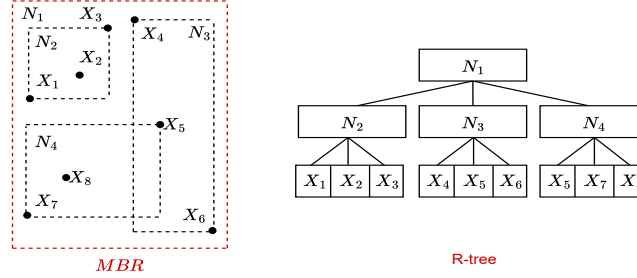 N₁
X₃
N₂
X₂
X₁
X₄
N₃
X₅
N₄
X₈
X₇
X₆
MBR
N₁
N₂ N₃ N₄
X₁ X₂ X₃ X₄ X₅ X₆ X₅ X₇
R-tree